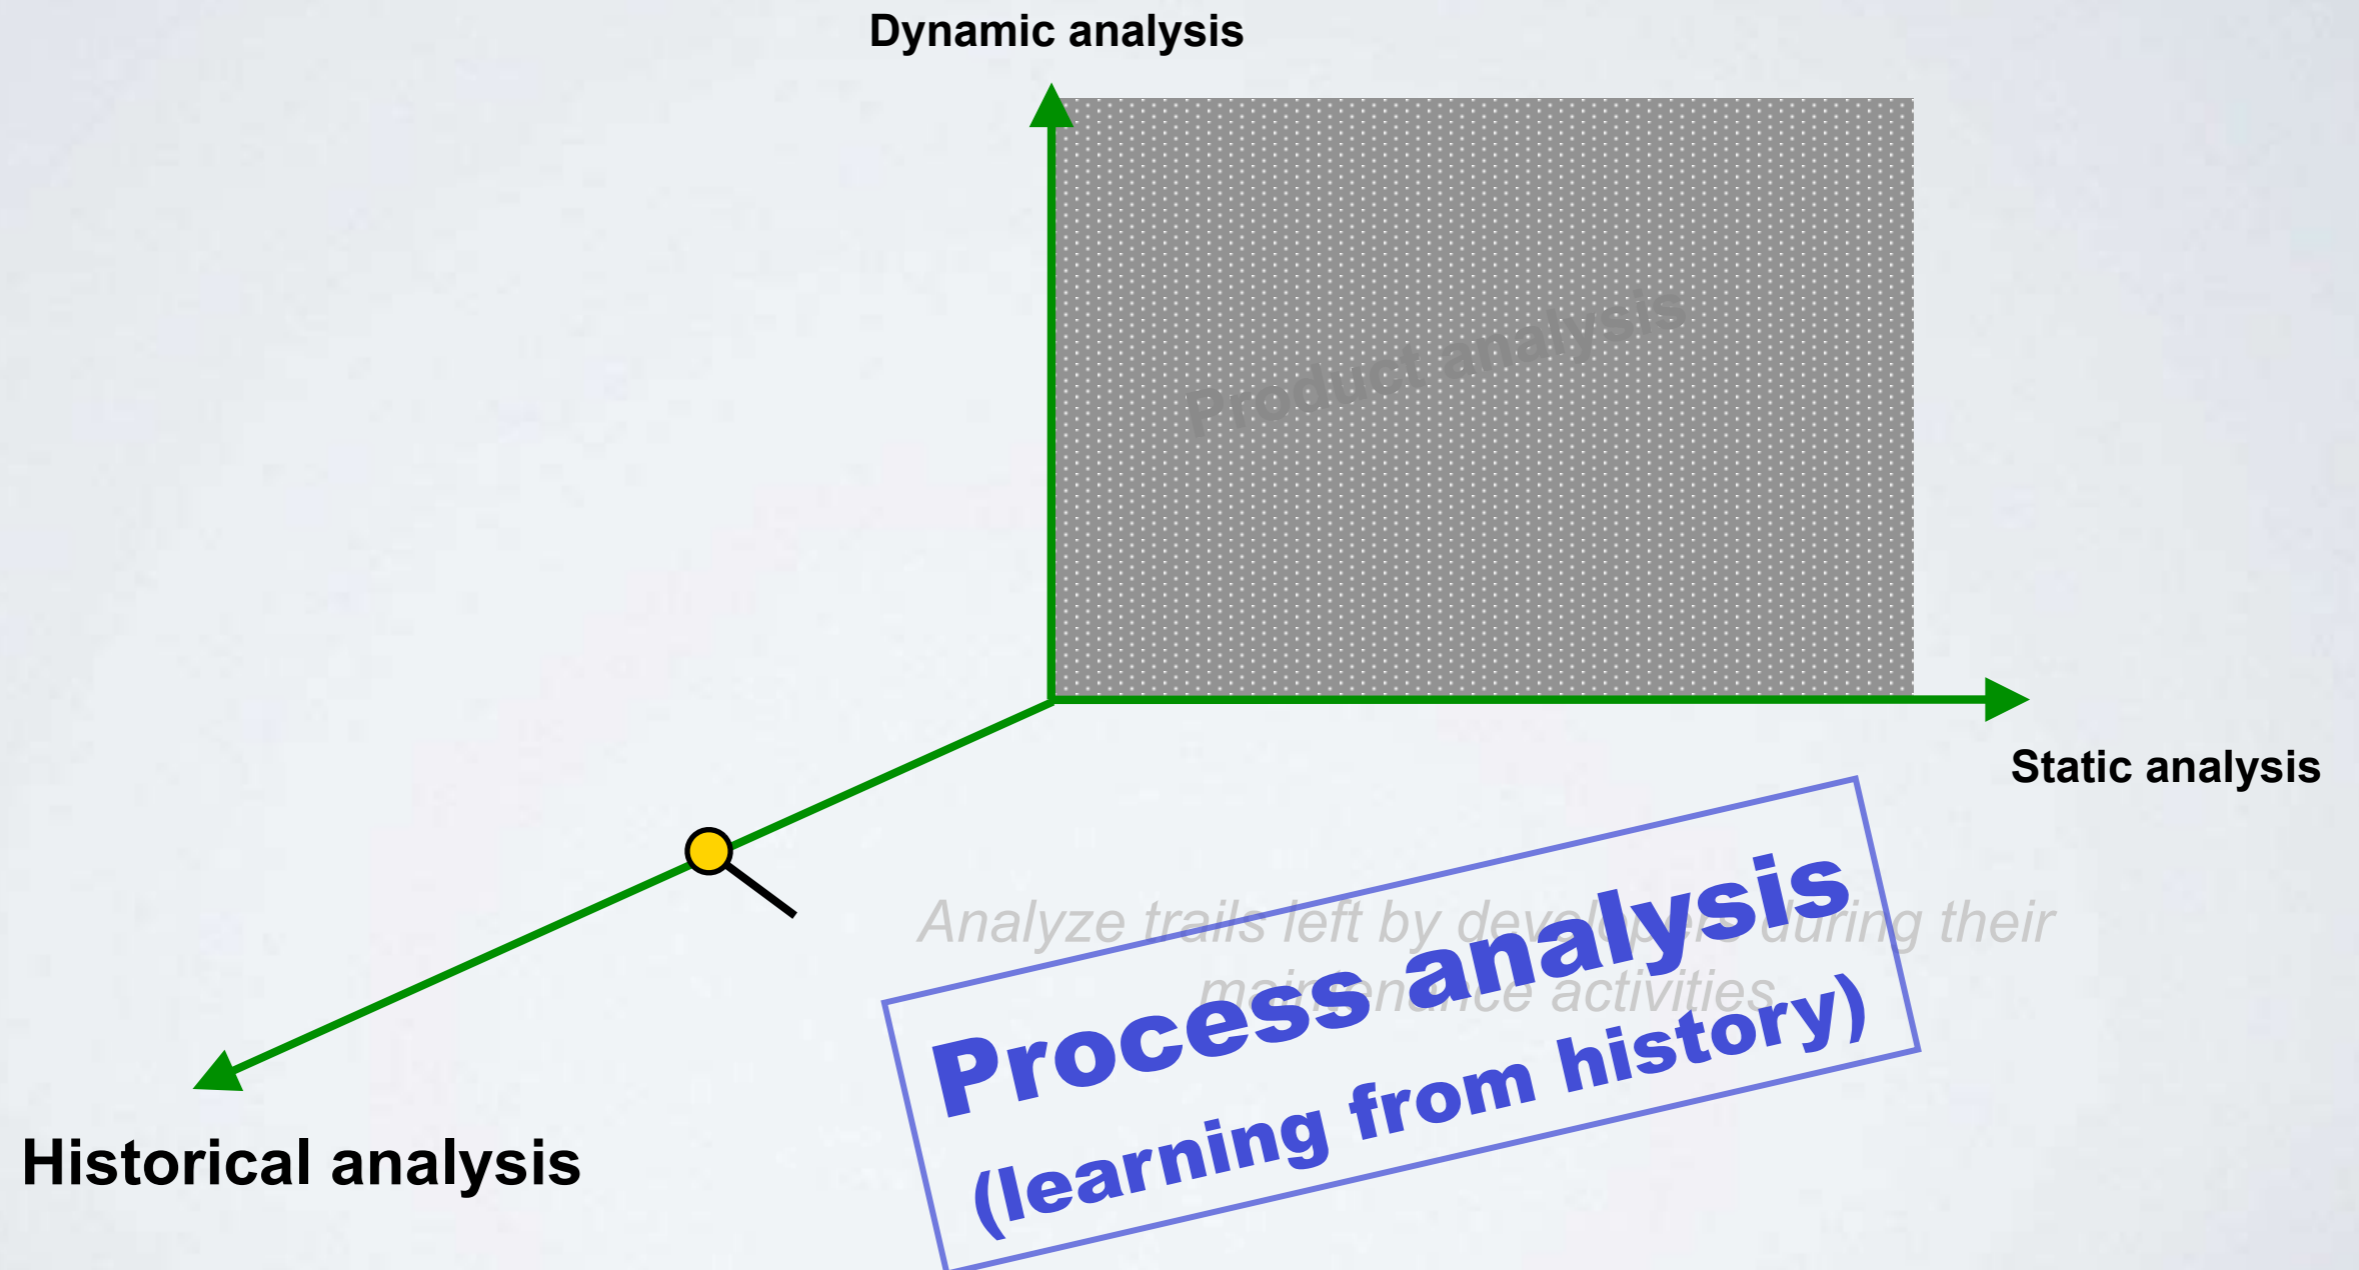 Dynamic analysis
Product analysis
Static analysis
Analyze trails left by developers during their
maintenance activities
Process analysis
(learning from history)
Historical analysis